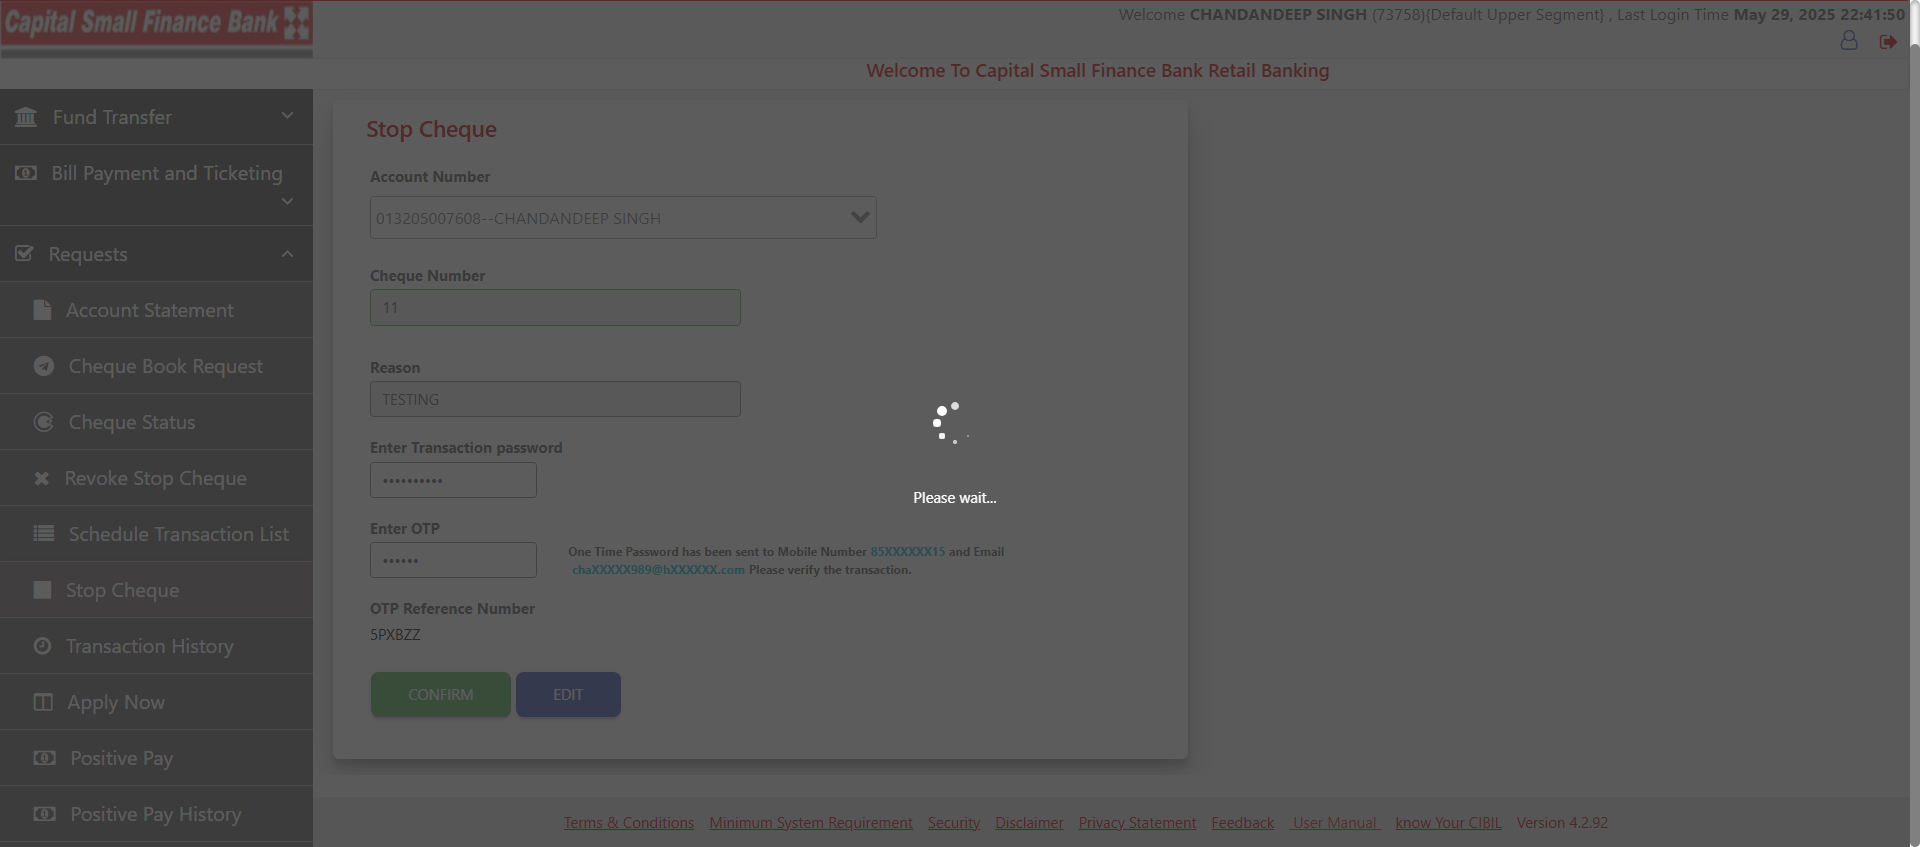 Capital Small Finance Bank
Welcome CHANDANDEEP SINGH (73758){Default Upper Segment} , Last Login Time May 29, 2025 22:41:50
Welcome To Capital Small Finance Bank Retail Banking
Fund Transfer
Bill Payment and Ticketing
Requests
Account Statement
Cheque Book Request
Cheque Status
Revoke Stop Cheque
Schedule Transaction List
Stop Cheque
Transaction History
Apply Now
Positive Pay
Positive Pay History
Stop Cheque
Account Number
013205007608--CHANDANDEEP SINGH
Cheque Number
11
Reason
TESTING
Enter Transaction password
••••••••••
Enter OTP
••••••
One Time Password has been sent to Mobile Number 85XXXXXX15 and Email
chaXXXXX989@hXXXXXX.com Please verify the transaction.
OTP Reference Number
5PXBZZ
CONFIRM EDIT
Please wait...
Terms & Conditions Minimum System Requirement Security Disclaimer Privacy Statement Feedback User Manual know Your CIBIL Version 4.2.92